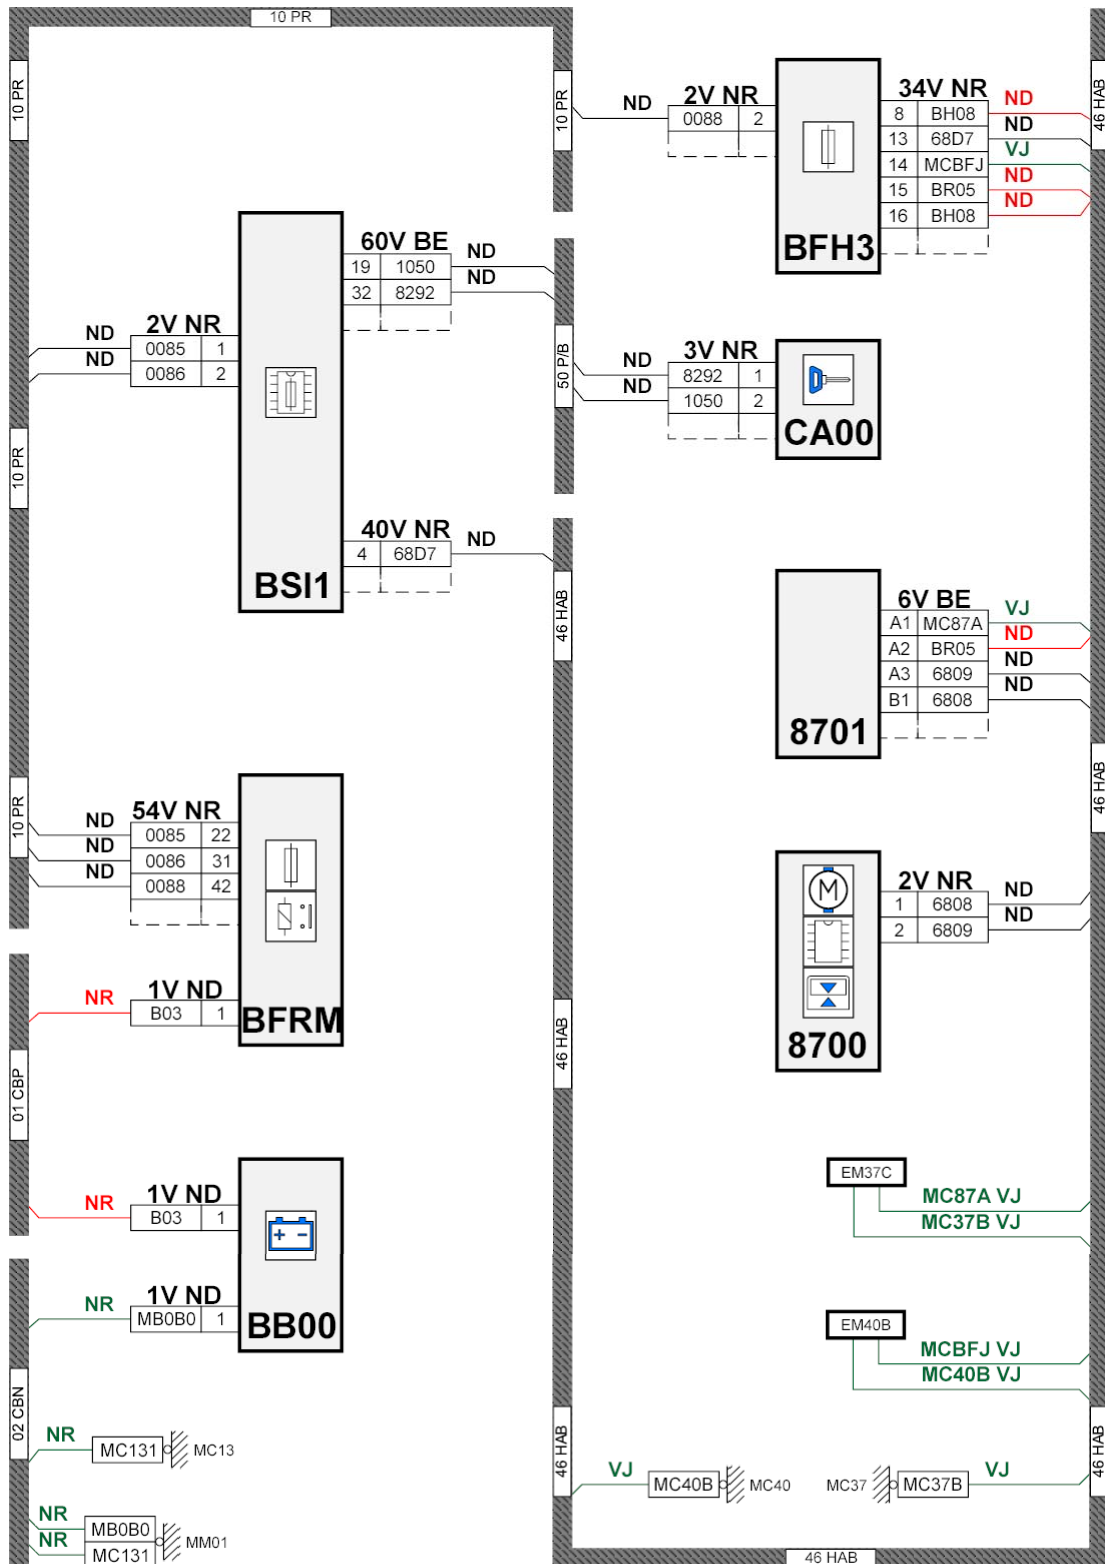 10 PR
10 PR
10 PR
46 HAB
2V NR
ND
0088 2
BFH3
34V NR
8 BH08 ND
13 68D7 ND
14 MCBFJ VJ
15 BR05 ND
16 BH08 ND
60V BE
19 1050 ND
32 8292 ND
2V NR
ND 0085 1
ND 0086 2
10 PR
50 P/B
3V NR
ND 8292 1
ND 1050 2
CA00
40V NR
4 68D7 ND
BSI1
46 HAB
6V BE
A1 MC87A VJ
A2 BR05 ND
A3 6809 ND
B1 6808 ND
8701
10 PR
46 HAB
54V NR
ND 0085 22
ND 0086 31
ND 0088 42
M
2V NR
1 6808 ND
2 6809 ND
8700
1V ND
NR B03 1
BFRM
46 HAB
01 CBP
1V ND
NR B03 1
+ −
EM37C
MC87A VJ
MC37B VJ
1V ND
NR MB0B0 1
BB00
EM40B
MCBFJ VJ
MC40B VJ
02 CBN
46 HAB
46 HAB
NR MC131 MC13
VJ MC40B MC40
MC37 MC37B VJ
NR MB0B0
NR MC131
MM01
46 HAB